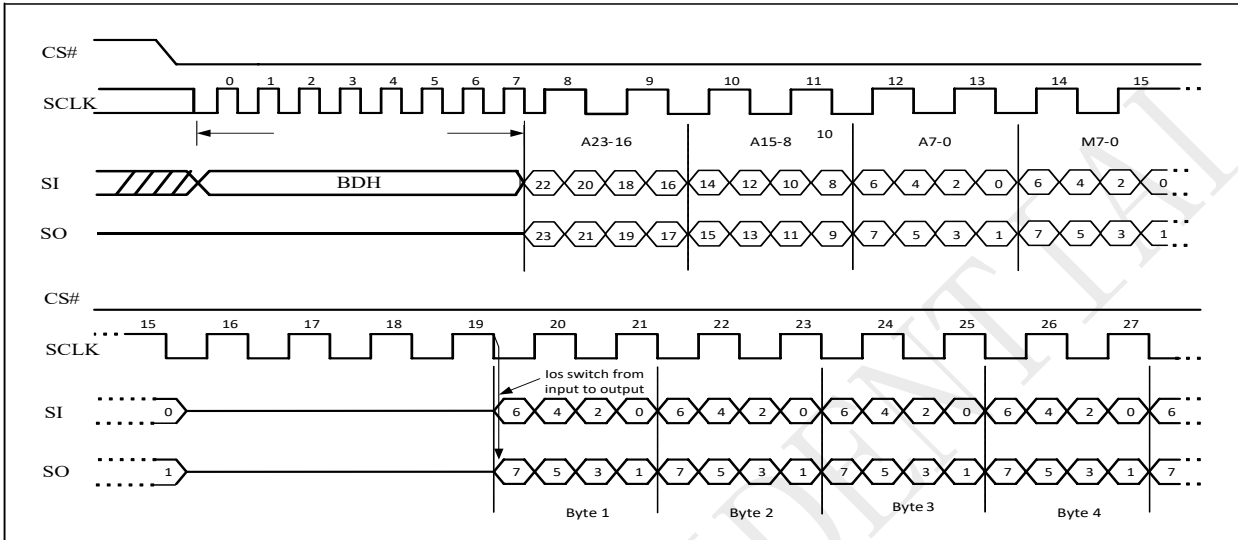 CS#
0 1 2 3 4 5 6 7 8 9 10 11 12 13 14 15
SCLK
A23-16 A15-8 10 A7-0 M7-0
SI BDH 22 20 18 16 14 12 10 8 6 4 2 0 6 4 2 0
SO 23 21 19 17 15 13 11 9 7 5 3 1 7 5 3 1
CS#
15 16 17 18 19 20 21 22 23 24 25 26 27
SCLK
Ios switch from
input to output
SI 0 6 4 2 0 6 4 2 0 6 4 2 0 6 4 2 0 6
SO 1 7 5 3 1 7 5 3 1 7 5 3 1 7 5 3 1 7
Byte 1 Byte 2 Byte 3 Byte 4